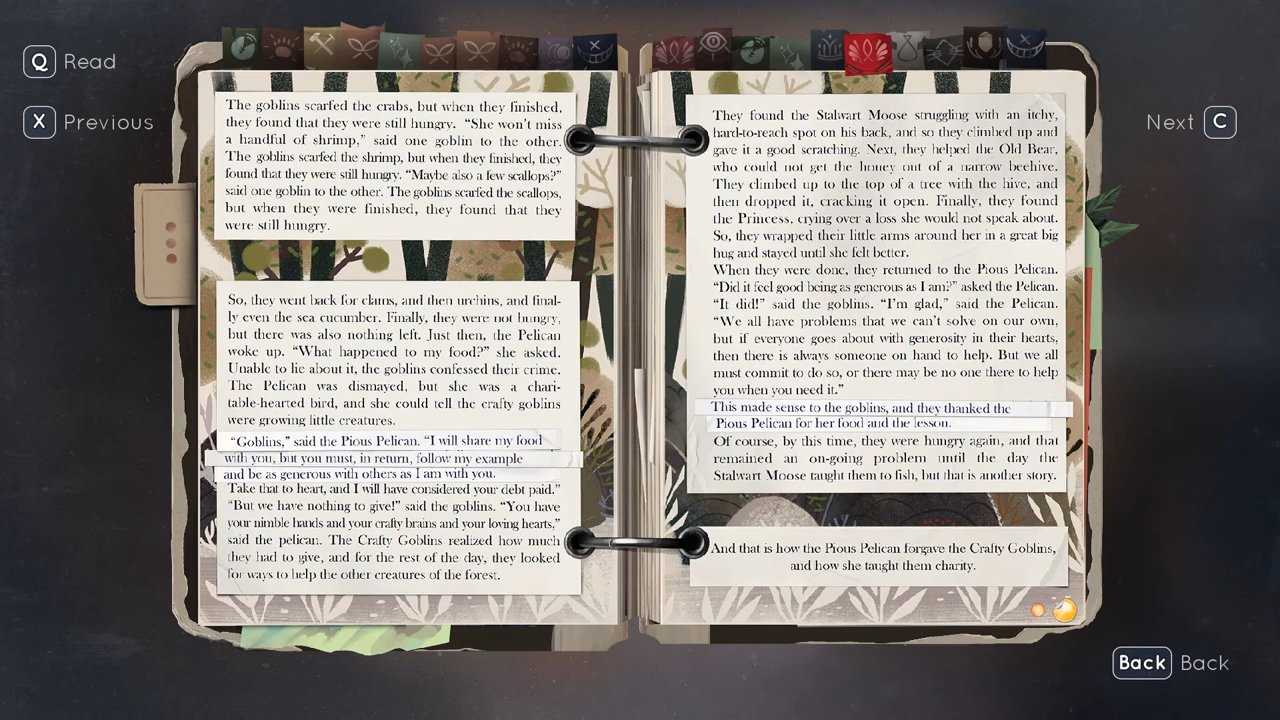 Q Read
X Previous
Next C
The goblins scarfed the crabs, but when they finished,
they found that they were still hungry. “She won’t miss
a handful of shrimp,” said one goblin to the other.
The goblins scarfed the shrimp, but when they finished, they
found that they were still hungry. “Maybe also a few scallops?”
said one goblin to the other. The goblins scarfed the scallops,
but when they were finished, they found that they
were still hungry.
So, they went back for clams, and then urchins, and final-
ly even the sea cucumber. Finally, they were not hungry,
but there was also nothing left. Just then, the Pelican
woke up. “What happened to my food?” she asked.
Unable to lie about it, the goblins confessed their crime.
The Pelican was dismayed, but she was a chari-
table-hearted bird, and she could tell the crafty goblins
were growing little creatures.
“Goblins,” said the Pious Pelican. “I will share my food
with you, but you must, in return, follow my example
and be as generous with others as I am with you.
Take that to heart, and I will have considered your debt paid.”
“But we have nothing to give!” said the goblins. “You have
your nimble hands and your crafty brains and your loving hearts,”
said the pelican. The Crafty Goblins realized how much
they had to give, and for the rest of the day, they looked
for ways to help the other creatures of the forest.
They found the Stalwart Moose struggling with an itchy,
hard-to-reach spot on his back, and so they climbed up and
gave it a good scratching. Next, they helped the Old Bear,
who could not get the honey out of a narrow beehive.
They climbed up to the top of a tree with the hive, and
then dropped it, cracking it open. Finally, they found
the Princess, crying over a loss she would not speak about.
So, they wrapped their little arms around her in a great big
hug and stayed until she felt better.
When they were done, they returned to the Pious Pelican.
“Did it feel good being as generous as I am?” asked the Pelican.
“It did!” said the goblins. “I’m glad,” said the Pelican.
“We all have problems that we can’t solve on our own,
but if everyone goes about with generosity in their hearts,
then there is always someone on hand to help. But we all
must commit to do so, or there may be no one there to help
you when you need it.”
This made sense to the goblins, and they thanked the
Pious Pelican for her food and the lesson.
Of course, by this time, they were hungry again, and that
remained an on-going problem until the day the
Stalwart Moose taught them to fish, but that is another story.
And that is how the Pious Pelican forgave the Crafty Goblins,
and how she taught them charity.
Back Back